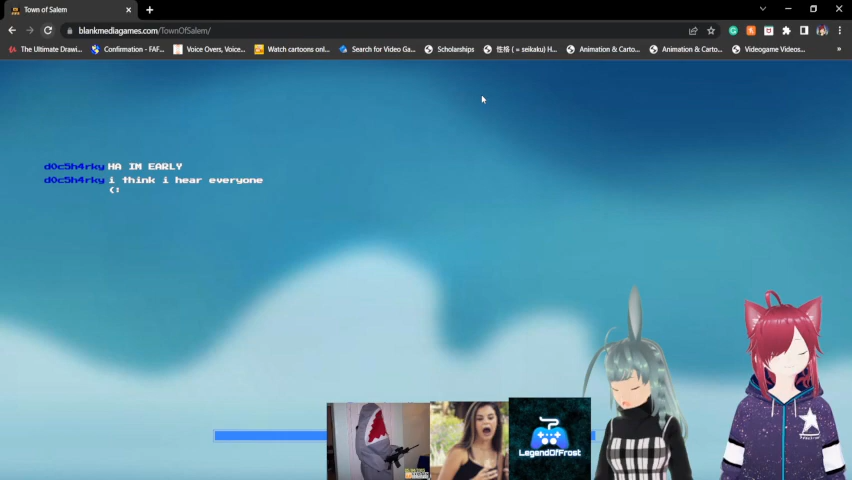 Town of Salem
blankmediagames.com/TownOfSalem/
The Ultimate Drawi...
Confirmation - FAF...
Voice Overs, Voice...
Watch cartoons onl...
Search for Video Ga...
Scholarships
性格 ( = seikaku) H...
Animation & Carto...
Animation & Carto...
Videogame Videos...
d0c5h4rky HA IM EARLY
d0c5h4rky i think i hear everyone
(:
LegendOfFrost